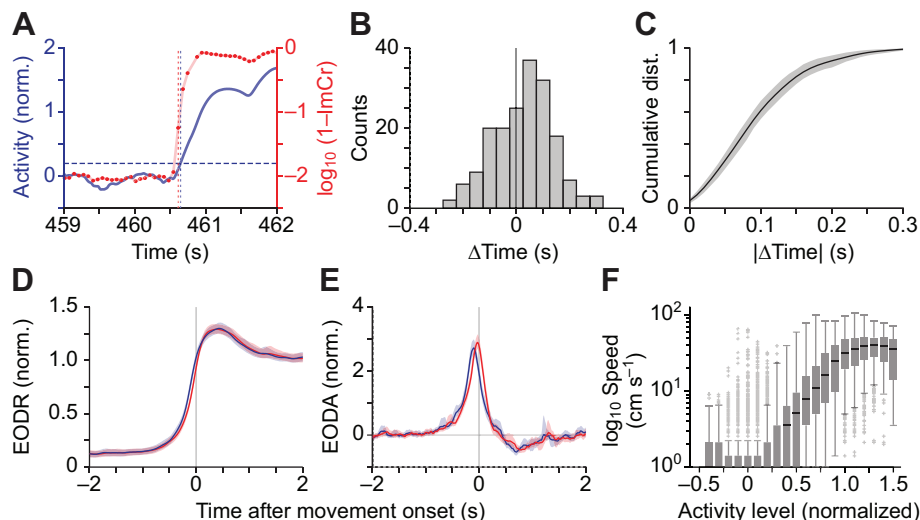 A
B
C
2
1
0
Activity (norm.)
0
−1
−2
log10 (1–ImCr)
459
460
461
462
Time (s)
40
20
0
Counts
−0.4
0
0.4
ΔTime (s)
1
0
Cumulative dist.
0
0.1
0.2
0.3
|ΔTime| (s)
D
E
F
1.5
1.0
0.5
0
EODR (norm.)
−2
0
2
4
2
0
EODA (norm.)
−2
0
2
Time after movement onset (s)
10²
10¹
10⁰
log10 Speed
(cm s⁻¹)
−0.5
0
0.5
1.0
1.5
Activity level (normalized)